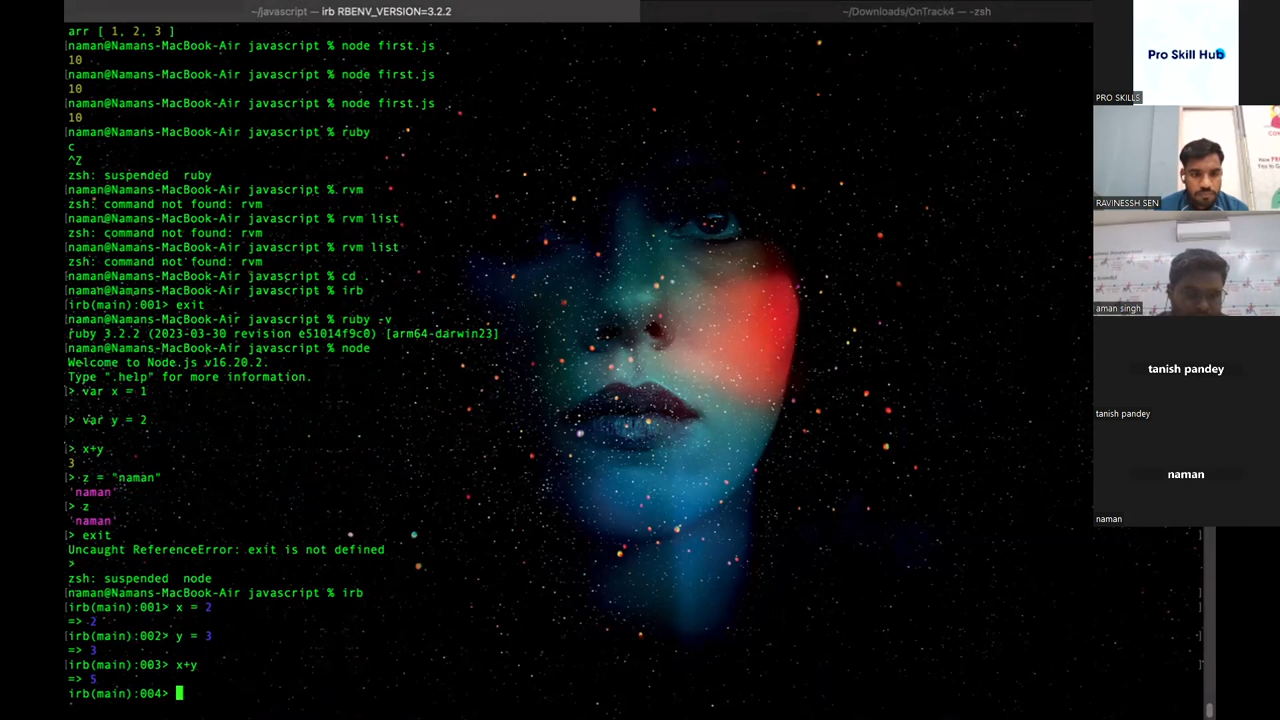 ~/javascript — irb RBENV_VERSION=3.2.2
~/Downloads/OnTrack4 — -zsh
arr [ 1, 2, 3 ]
naman@Namans-MacBook-Air javascript % node first.js
10
naman@Namans-MacBook-Air javascript % node first.js
10
naman@Namans-MacBook-Air javascript % node first.js
10
naman@Namans-MacBook-Air javascript % ruby
c
^Z
zsh: suspended  ruby
naman@Namans-MacBook-Air javascript % rvm
zsh: command not found: rvm
naman@Namans-MacBook-Air javascript % rvm list
zsh: command not found: rvm
naman@Namans-MacBook-Air javascript % rvm list
zsh: command not found: rvm
naman@Namans-MacBook-Air javascript % cd .
naman@Namans-MacBook-Air javascript % irb
irb(main):001> exit
naman@Namans-MacBook-Air javascript % ruby -v
ruby 3.2.2 (2023-03-30 revision e51014f9c0) [arm64-darwin23]
naman@Namans-MacBook-Air javascript % node
Welcome to Node.js v16.20.2.
Type ".help" for more information.
> var x = 1
> var y = 2
> x+y
3
> z = "naman"
'naman'
> z
'naman'
> exit
Uncaught ReferenceError: exit is not defined
>
zsh: suspended  node
naman@Namans-MacBook-Air javascript % irb
irb(main):001> x = 2
=> 2
irb(main):002> y = 3
=> 3
irb(main):003> x+y
=> 5
irb(main):004>
Pro Skill Hub
PRO SKILLS
RAVINESSH SEN
aman singh
tanish pandey
tanish pandey
naman
naman